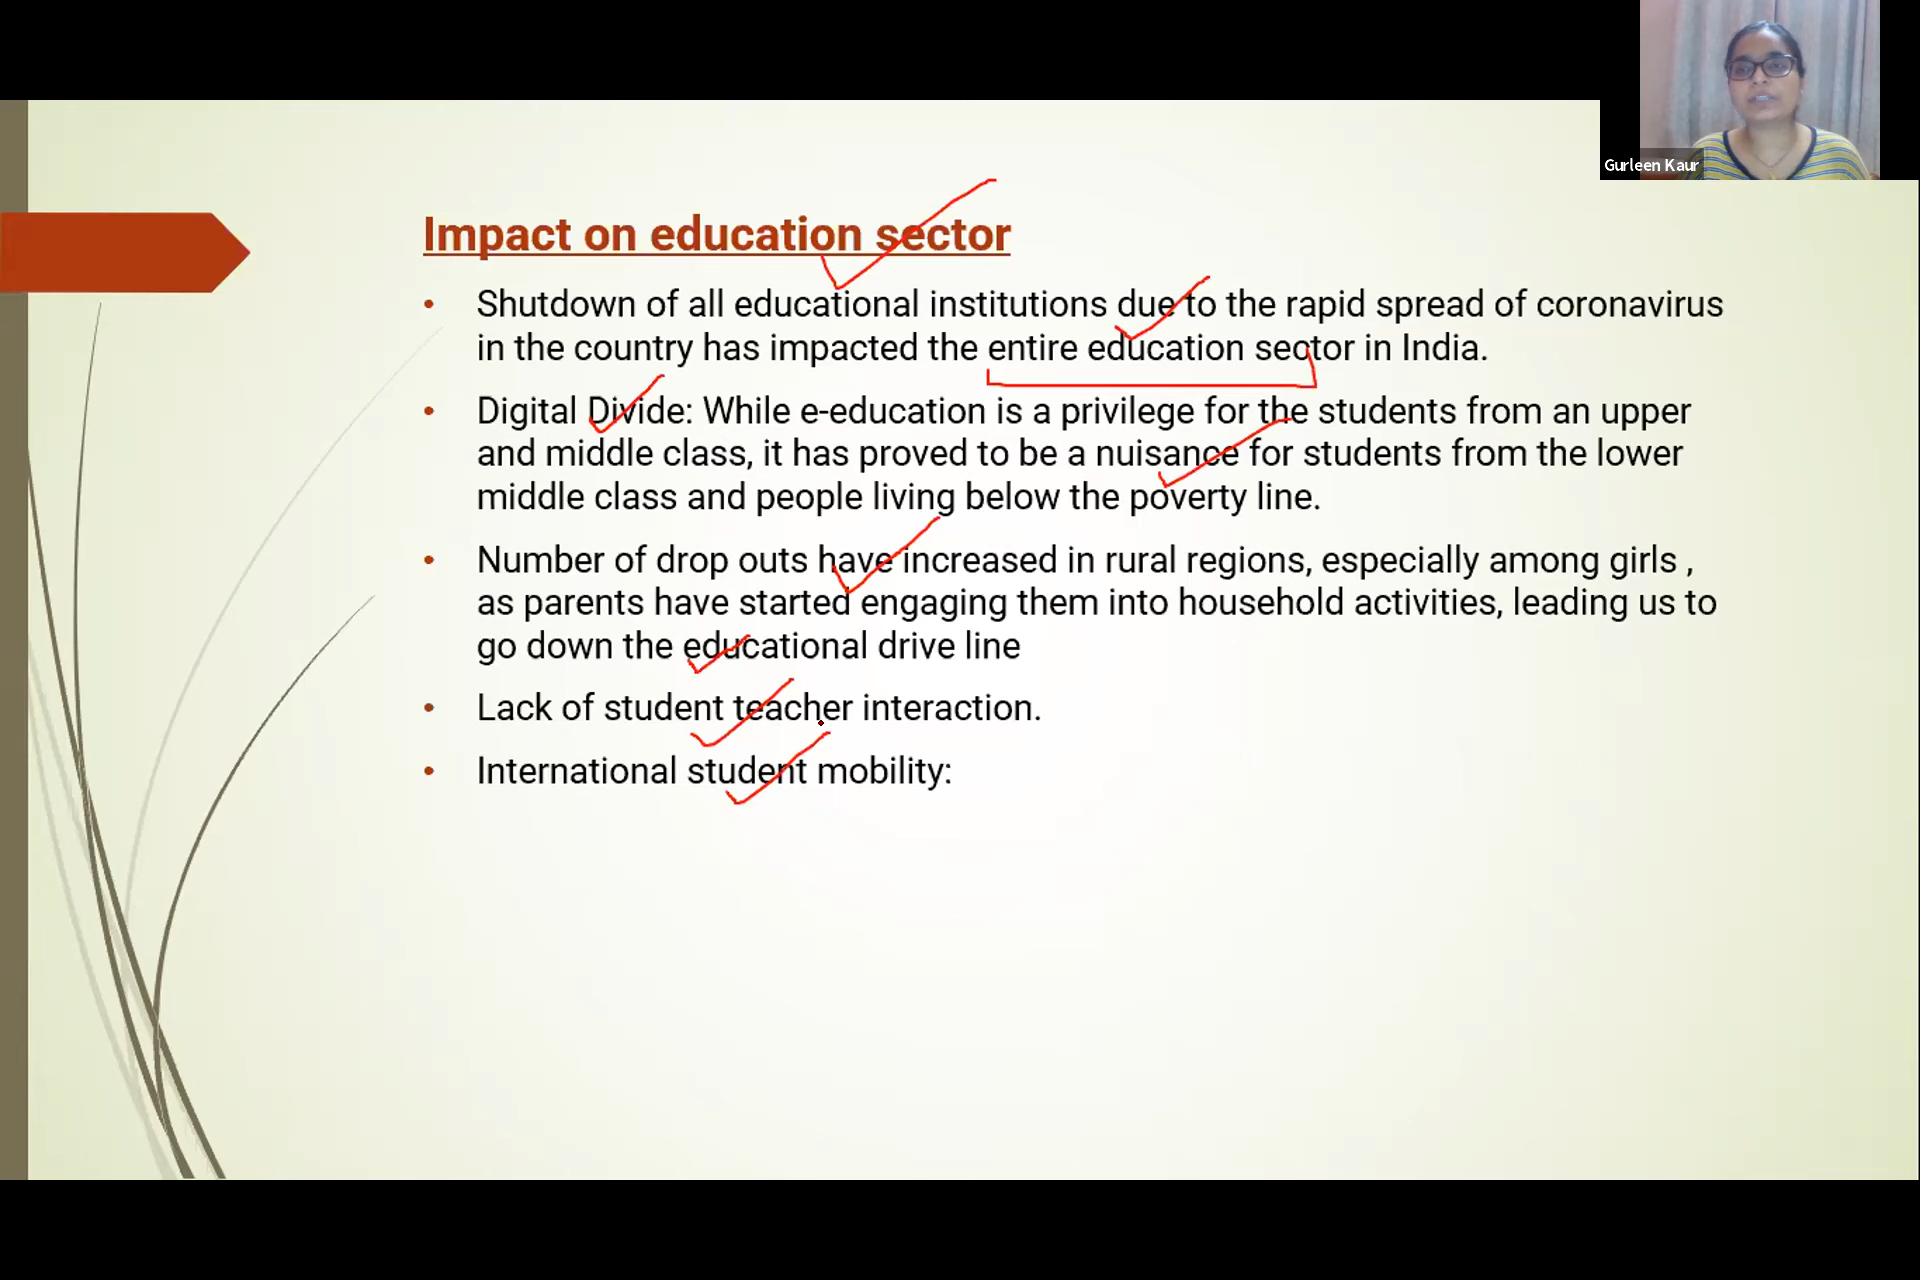 Gurleen Kaur
Impact on education sector
• Shutdown of all educational institutions due to the rapid spread of coronavirus
in the country has impacted the entire education sector in India.
• Digital Divide: While e-education is a privilege for the students from an upper
and middle class, it has proved to be a nuisance for students from the lower
middle class and people living below the poverty line.
• Number of drop outs have increased in rural regions, especially among girls ,
as parents have started engaging them into household activities, leading us to
go down the educational drive line
• Lack of student teacher interaction.
• International student mobility: